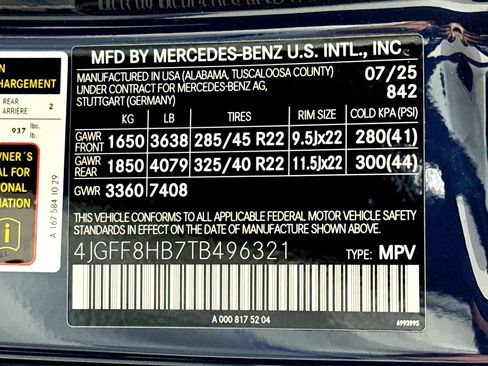 MFD BY MERCEDES-BENZ U.S. INTL., INC
MANUFACTURED IN USA (ALABAMA, TUSCALOOSA COUNTY) 07/25
UNDER CONTRACT FOR MERCEDES-BENZ AG,
STUTTGART (GERMANY) 842
KG LB TIRES RIM SIZE COLD KPA (PSI)
GAWR FRONT 1650 3638 285/45 R22 9.5Jx22 280(41)
GAWR REAR 1850 4079 325/40 R22 11.5Jx22 300(44)
GVWR 3360 7408
THIS VEHICLE CONFORMS TO ALL APPLICABLE FEDERAL MOTOR VEHICLE SAFETY
STANDARDS IN EFFECT ON THE DATE OF MANUFACTURE SHOWN ABOVE.
4JGFF8HB7TB496321 TYPE: MPV
A 000 817 52 04
6993995
CHARGEMENT
REAR
ARRIÈRE 2
937 lbs.
lb.
A 167 584 10 29